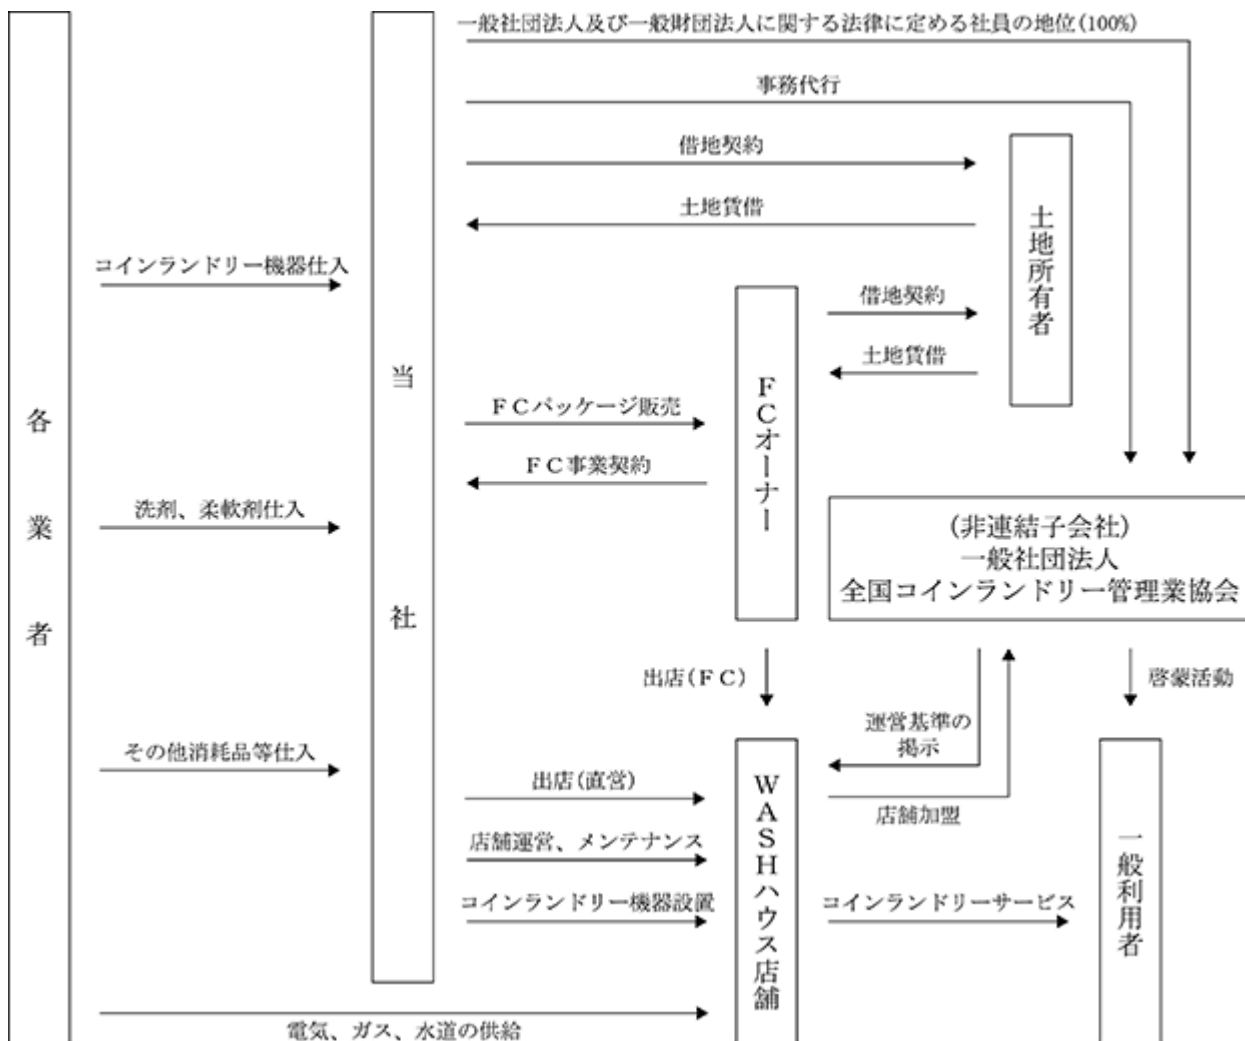 一般社団法人及び一般財団法人に関する法律に定める社員の地位(100%)
事務代行
借地契約
土地賃借
土地所有者
コインランドリー機器仕入
借地契約
土地賃借
各業者
当社
FCパッケージ販売
FC事業契約
FCオーナー
洗剤、柔軟剤仕入
(非連結子会社)
一般社団法人
全国コインランドリー管理業協会
出店(FC)
啓蒙活動
運営基準の
掲示
その他消耗品等仕入
出店(直営)
店舗加盟
店舗運営、メンテナンス
WASHハウス店舗
一般利用者
コインランドリー機器設置
コインランドリーサービス
電気、ガス、水道の供給